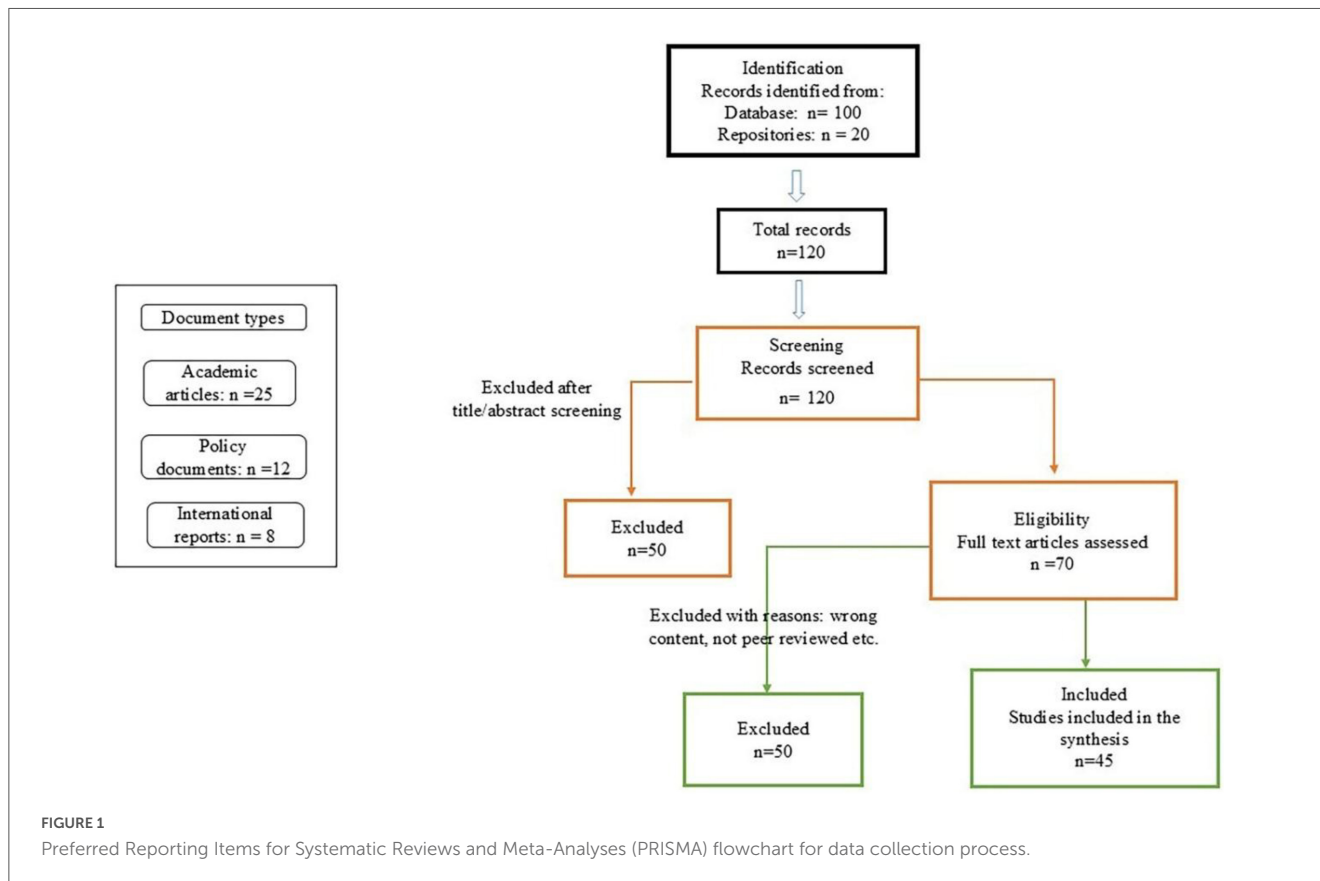 Identification
Records identified from:
Database: n= 100
Repositories: n = 20
Total records
n=120
Screening
Records screened
n= 120
Excluded after
title/abstract screening
Excluded
n=50
Eligibility
Full text articles assessed
n =70
Excluded with reasons: wrong
content, not peer reviewed etc.
Excluded
n=50
Included
Studies included in the
synthesis
n=45
Document types
Academic
articles: n =25
Policy
documents: n =12
International
reports: n = 8
FIGURE 1
Preferred Reporting Items for Systematic Reviews and Meta-Analyses (PRISMA) flowchart for data collection process.